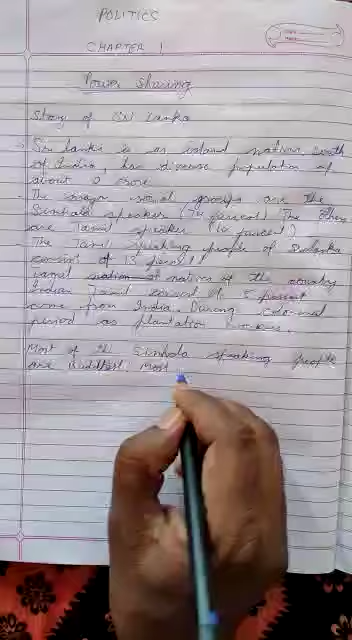 POLITICS
CHAPTER 1
Power Sharing
Story of Sri Lanka
Sri lanka is an island nation, south
of India, has diverse population of
about 2 crore.
The major social groups are the
Sinhala speaker (74 percent) The other
are Tamil speaker (18 percent)
The Tamil speaking people of Srilanka
consist of 13 percent
natives of the country
Indian Tamil consist of 5 percent
come from India. During colonial
period as plantation workers.
Most of the Sinhala speaking people
are Buddhist Most